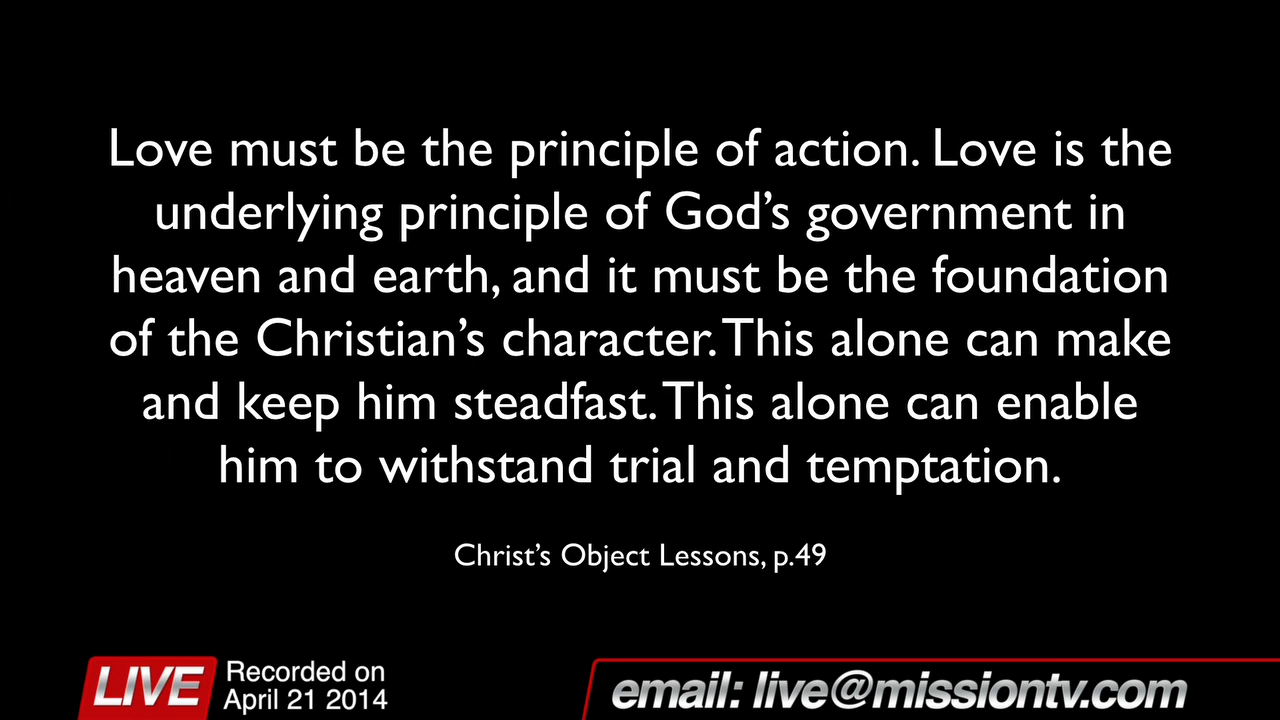 Love must be the principle of action. Love is the
underlying principle of God’s government in
heaven and earth, and it must be the foundation
of the Christian’s character. This alone can make
and keep him steadfast. This alone can enable
him to withstand trial and temptation.
Christ’s Object Lessons, p.49
LIVE
Recorded on
April 21 2014
email: live@missiontv.com